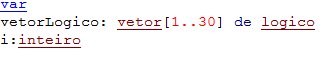 var
vetorLogico: vetor[1..30] de logico
i:inteiro